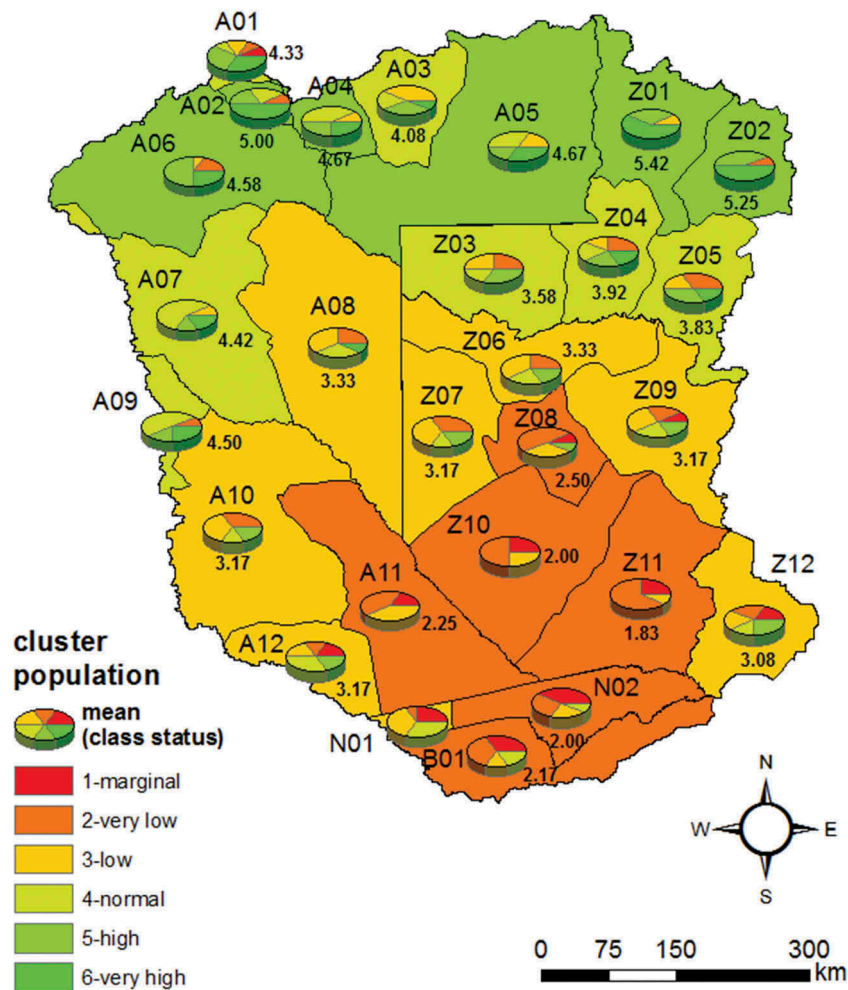 A01
4.33
A02
5.00
A04
4.67
A03
4.08
A05
4.67
Z01
5.42
Z02
5.25
A06
4.58
Z03
3.58
Z04
3.92
Z05
3.83
A07
4.42
A08
3.33
Z06
3.33
Z07
3.17
Z08
2.50
Z09
3.17
A09
4.50
A10
3.17
Z10
2.00
A11
2.25
Z11
1.83
Z12
3.08
A12
3.17
N01
N02
2.00
B01
2.17
cluster
population
mean
(class status)
1-marginal
2-very low
3-low
4-normal
5-high
6-very high
N
W E
S
0 75 150 300
km